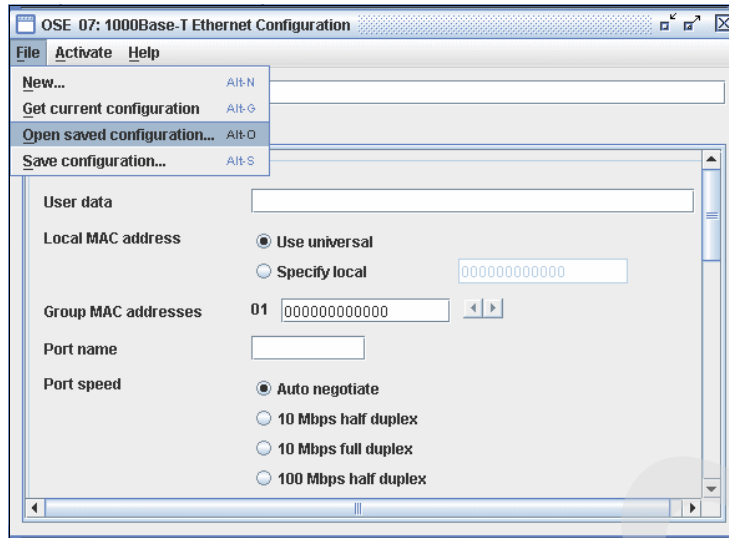 OSE 07: 1000Base-T Ethernet Configuration
File Activate Help
New... Alt-N
Get current configuration Alt-G
Open saved configuration... Alt-O
Save configuration... Alt-S
User data
Local MAC address
Use universal
Specify local 000000000000
Group MAC addresses 01 000000000000
Port name
Port speed
Auto negotiate
10 Mbps half duplex
10 Mbps full duplex
100 Mbps half duplex